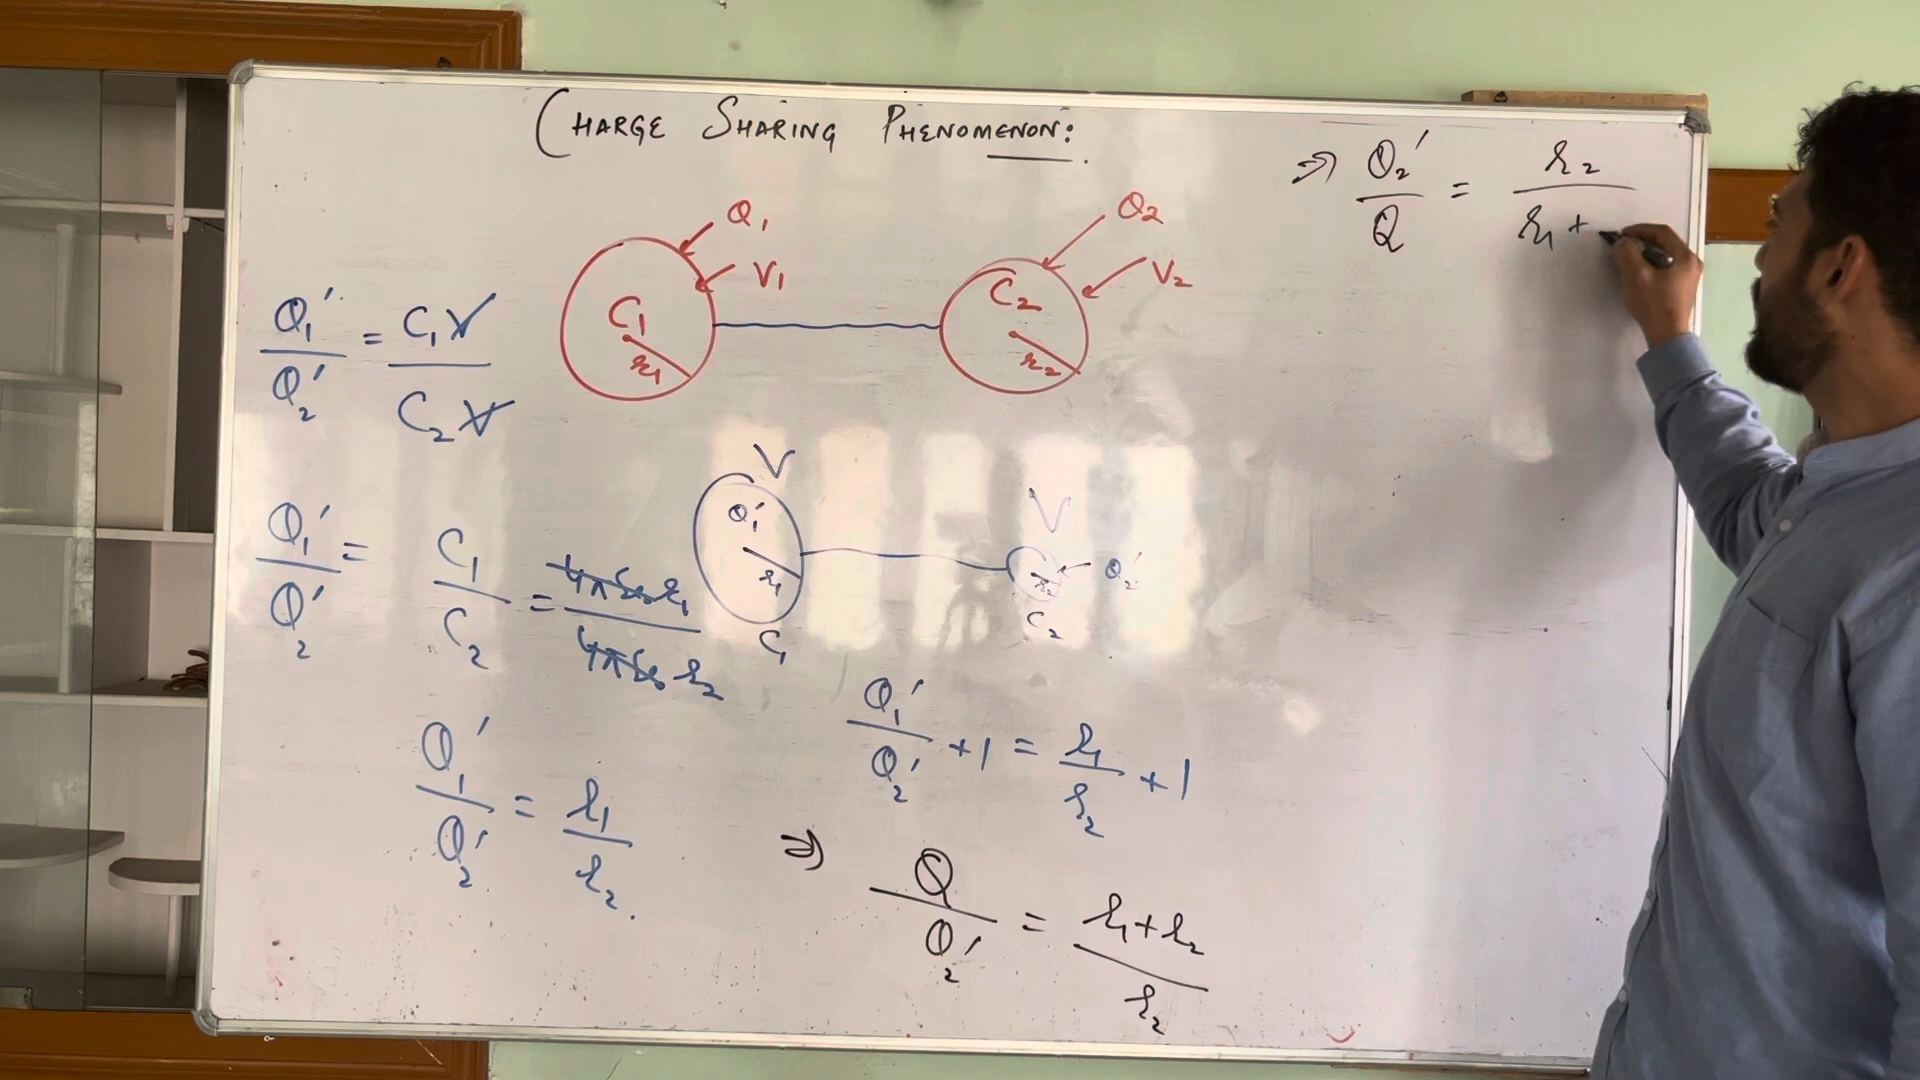 CHARGE SHARING PHENOMENON:
Q1
V1
C1
r1
Q2
V2
C2
r2
Q1'/Q2' = C1V/C2V
V
Q1'
r1
C1
V
r2
Q2'
C2
Q1'/Q2' = C1/C2 = 4πε0r1/4πε0r2
Q1'/Q2' = r1/r2.
Q1'/Q2' + 1 = r1/r2 + 1
⇒ Q/Q2' = r1+r2/r2
⇒ Q2'/Q = r2/r1+